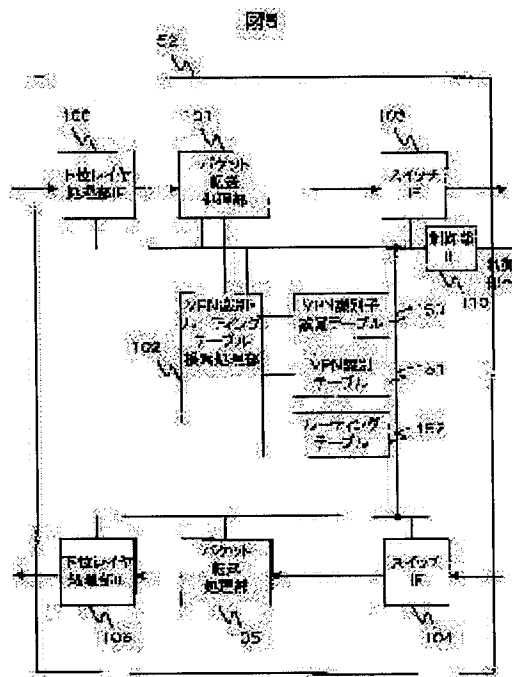 図5
52
100
101
103
下位レイヤ
処理部IF
パケット
転送
処理部
スイッチ
IF
制御部
IF
110
VPN識別子
設定テーブル
VPN識別
テーブル
ルーティング
テーブル
102
下位レイヤ
処理部IF
パケット
転送
処理部
スイッチ
IF
104